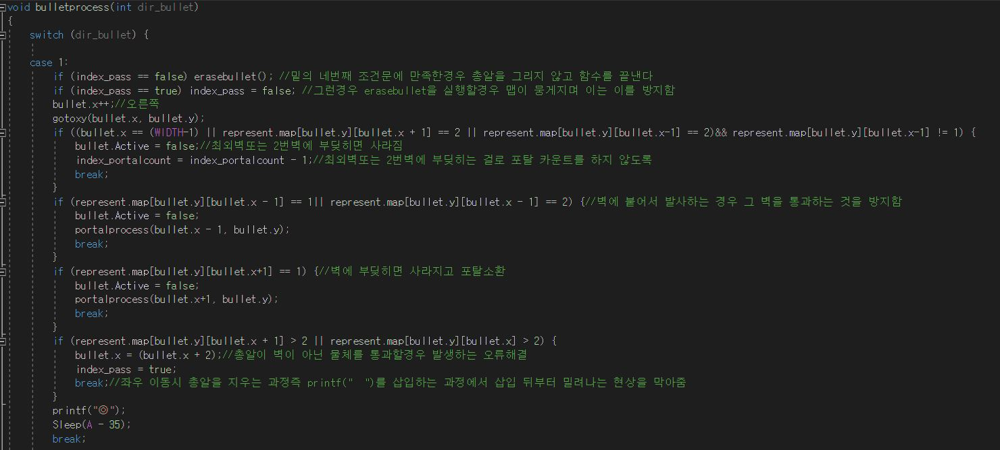 void bulletprocess(int dir_bullet)
{
switch (dir_bullet) {
case 1:
if (index_pass == false) erasebullet(); //밑의 네번째 조건문에 만족한경우 총알을 그리지 않고 함수를 끝낸다
if (index_pass == true) index_pass = false; //그런경우 erasebullet을 실행할경우 맵이 뭉게지며 이는 이를 방지함
bullet.x++;//오른쪽
gotoxy(bullet.x, bullet.y);
if ((bullet.x == (WIDTH-1) || represent.map[bullet.y][bullet.x + 1] == 2 || represent.map[bullet.y][bullet.x-1] == 2)&& represent.map[bullet.y][bullet.x-1] != 1) {
bullet.Active = false;//최외벽또는 2번벽에 부딪히면 사라짐
index_portalcount = index_portalcount - 1;//최외벽또는 2번벽에 부딪히는 걸로 포탈 카운트를 하지 않도록
break;
}
if (represent.map[bullet.y][bullet.x - 1] == 1|| represent.map[bullet.y][bullet.x - 1] == 2) {//벽에 붙어서 발사하는 경우 그 벽을 통과하는 것을 방지함
bullet.Active = false;
portalprocess(bullet.x - 1, bullet.y);
break;
}
if (represent.map[bullet.y][bullet.x+1] == 1) {//벽에 부딪히면 사라지고 포탈소환
bullet.Active = false;
portalprocess(bullet.x+1, bullet.y);
break;
}
if (represent.map[bullet.y][bullet.x + 1] > 2 || represent.map[bullet.y][bullet.x] > 2) {
bullet.x = (bullet.x + 2);//총알이 벽이 아닌 물체를 통과할경우 발생하는 오류해결
index_pass = true;
break;//좌우 이동시 총알을 지우는 과정즉 printf("  ")를 삽입하는 과정에서 삽입 뒤부터 밀려나는 현상을 막아줌
}
printf("◎");
Sleep(A - 35);
break;